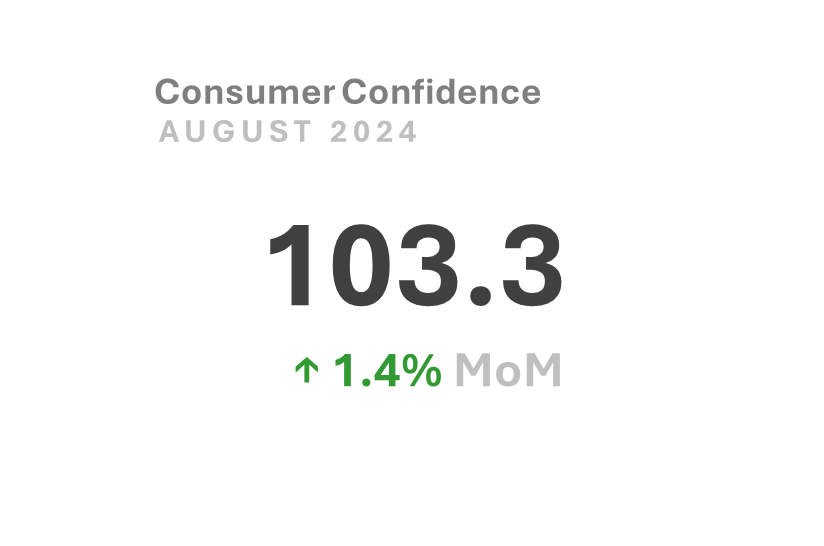 Consumer Confidence
AUGUST 2024
103.3
↑ 1.4% MoM